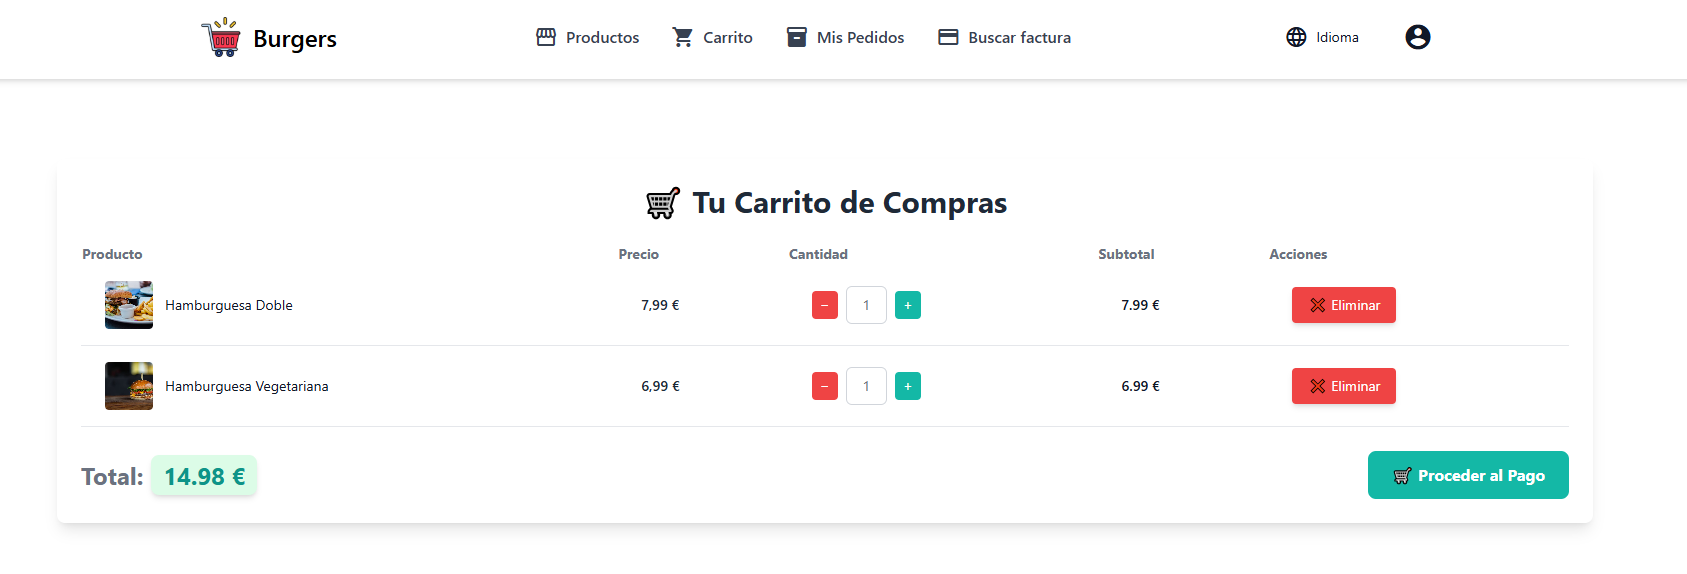 Burgers Productos Carrito Mis Pedidos Buscar factura Idioma
Tu Carrito de Compras
Producto Precio Cantidad Subtotal Acciones
Hamburguesa Doble 7,99 € − 1 + 7.99 € Eliminar
Hamburguesa Vegetariana 6,99 € − 1 + 6.99 € Eliminar
Total: 14.98 € Proceder al Pago